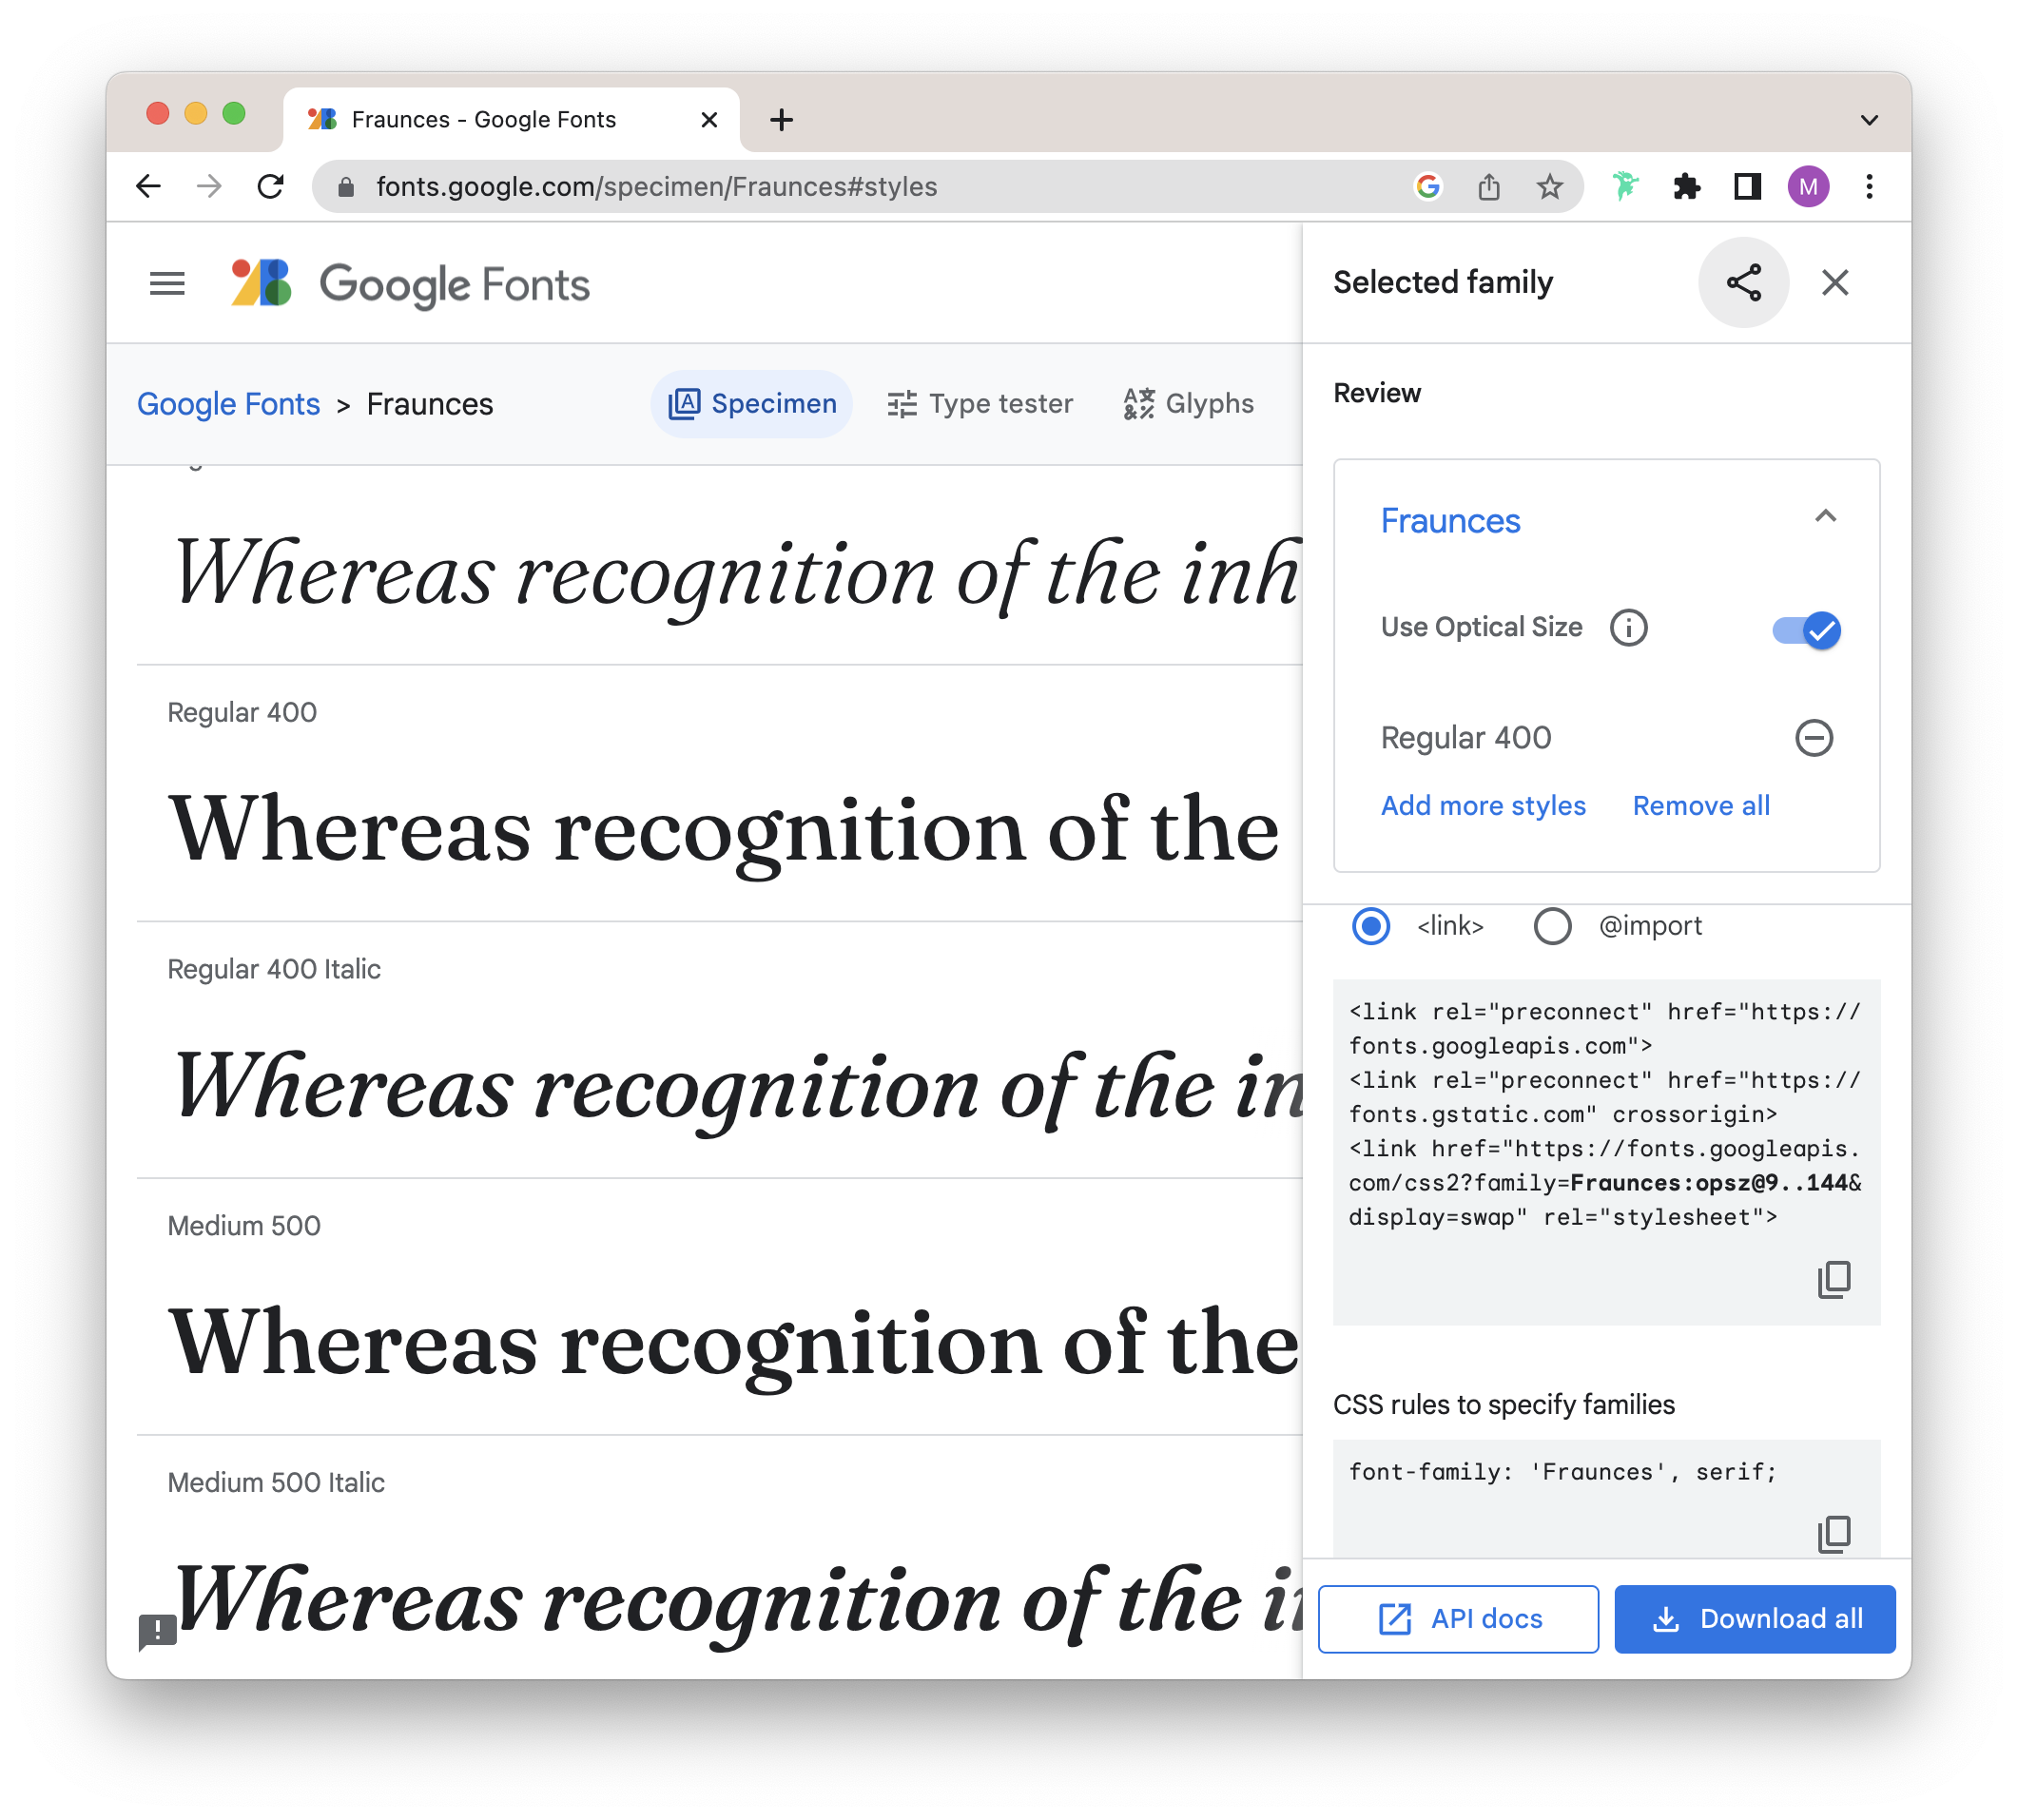 Fraunces - Google Fonts
fonts.google.com/specimen/Fraunces#styles
M
Google Fonts
Google Fonts > Fraunces
Specimen
Type tester
Glyphs
Whereas recognition of the inh
Regular 400
Whereas recognition of the
Regular 400 Italic
Whereas recognition of the in
Medium 500
Whereas recognition of the
Medium 500 Italic
Whereas recognition of the i
Selected family
Review
Fraunces
Use Optical Size
Regular 400
Add more styles
Remove all
<link>
@import
<link rel="preconnect" href="https://
fonts.googleapis.com">
<link rel="preconnect" href="https://
fonts.gstatic.com" crossorigin>
<link href="https://fonts.googleapis.
com/css2?family=Fraunces:opsz@9..144&
display=swap" rel="stylesheet">
CSS rules to specify families
font-family: 'Fraunces', serif;
API docs
Download all